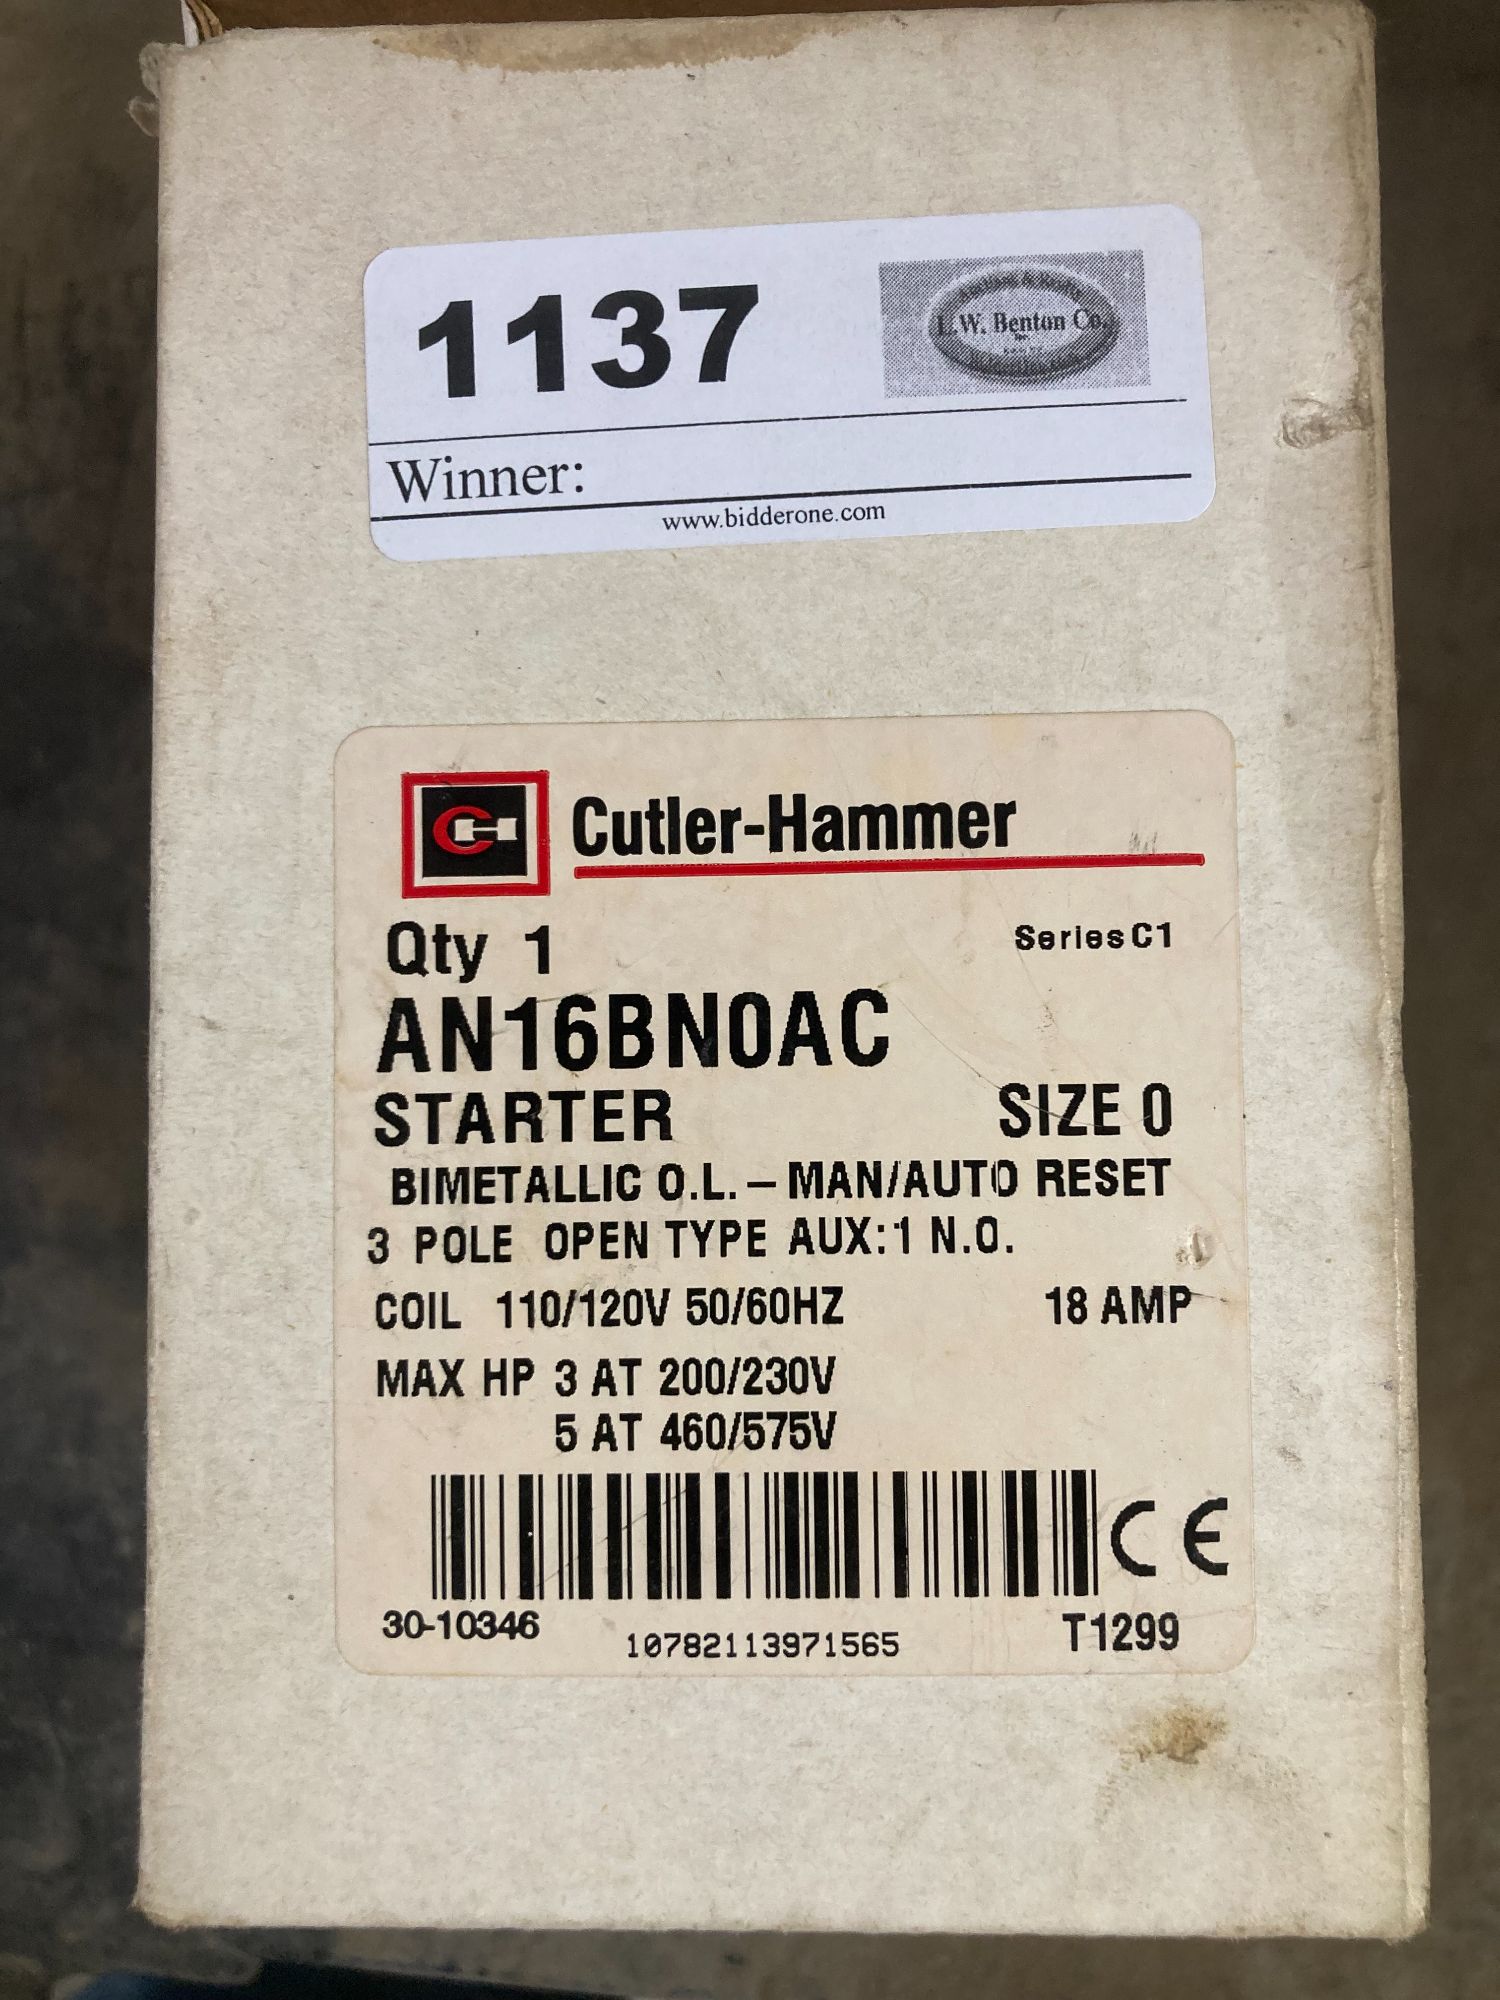 1137
L.W. Benton Co.
Winner:
www.bidderone.com
Cutler-Hammer
Qty 1 Series C1
AN16BN0AC
STARTER SIZE 0
BIMETALLIC O.L. – MAN/AUTO RESET
3 POLE OPEN TYPE AUX:1 N.O.
COIL 110/120V 50/60HZ 18 AMP
MAX HP 3 AT 200/230V
5 AT 460/575V
CE
30-10346 10782113971565 T1299